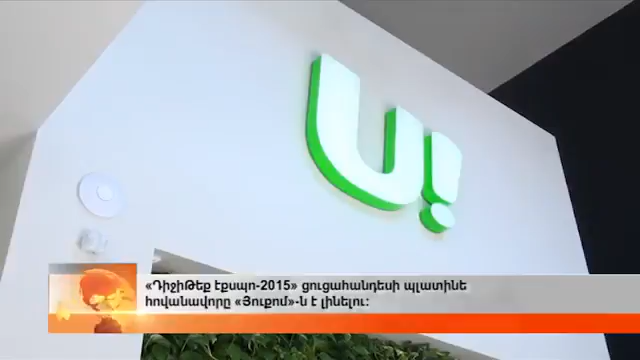 U!
«ԴիջիԹեք էքսպո-2015» ցուցահանդեսի պլատինե
հովանավորը «Յուքոմ»-ն է լինելու: